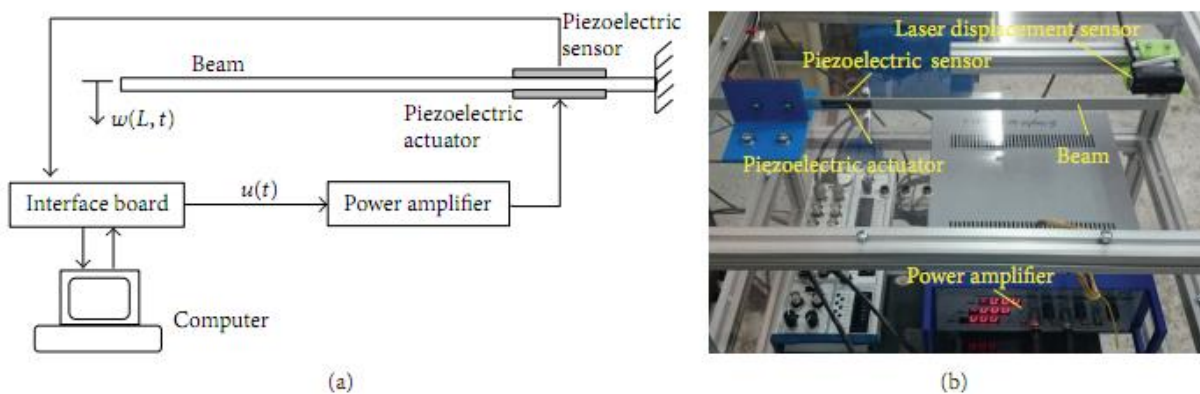 Piezoelectric
sensor
Beam
w(L, t)
Piezoelectric
actuator
Interface board
u(t)
Power amplifier
Computer
(a)
Laser displacement sensor
Piezoelectric sensor
Piezoelectric actuator
Beam
Power amplifier
(b)